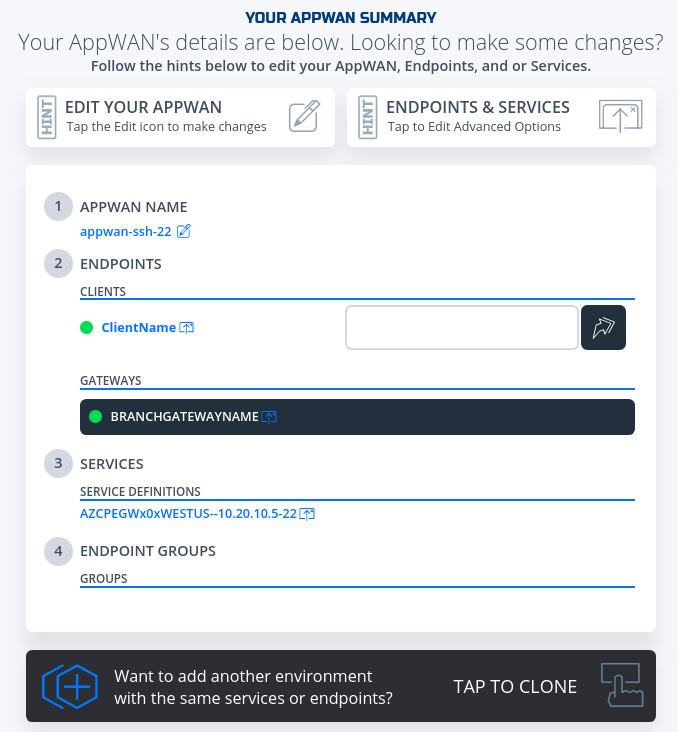 YOUR APPWAN SUMMARY
Your AppWAN's details are below. Looking to make some changes?
Follow the hints below to edit your AppWAN, Endpoints, and or Services.
HINT
EDIT YOUR APPWAN
Tap the Edit icon to make changes
HINT
ENDPOINTS & SERVICES
Tap to Edit Advanced Options
1
APPWAN NAME
appwan-ssh-22
2
ENDPOINTS
CLIENTS
ClientName
GATEWAYS
BRANCHGATEWAYNAME
3
SERVICES
SERVICE DEFINITIONS
AZCPEGWx0xWESTUS--10.20.10.5-22
4
ENDPOINT GROUPS
GROUPS
Want to add another environment
with the same services or endpoints?
TAP TO CLONE